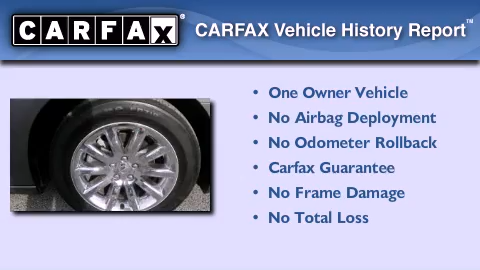 CARFAX® CARFAX Vehicle History Report™
• One Owner Vehicle
• No Airbag Deployment
• No Odometer Rollback
• Carfax Guarantee
• No Frame Damage
• No Total Loss